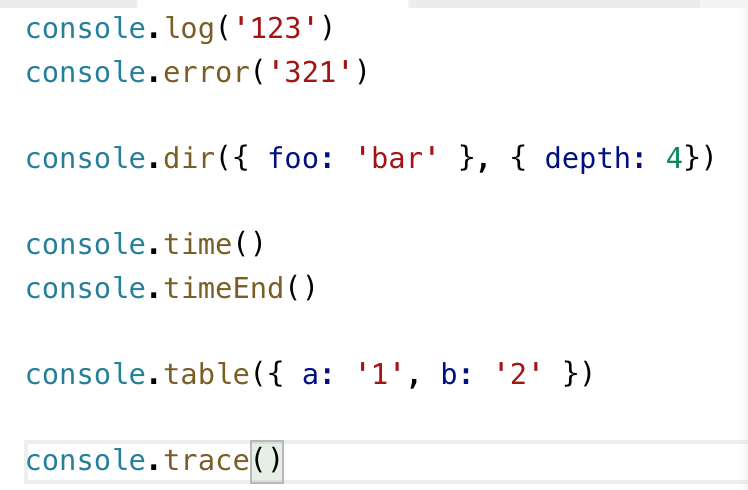 console.log('123')
console.error('321')
console.dir({ foo: 'bar' }, { depth: 4})
console.time()
console.timeEnd()
console.table({ a: '1', b: '2' })
console.trace()